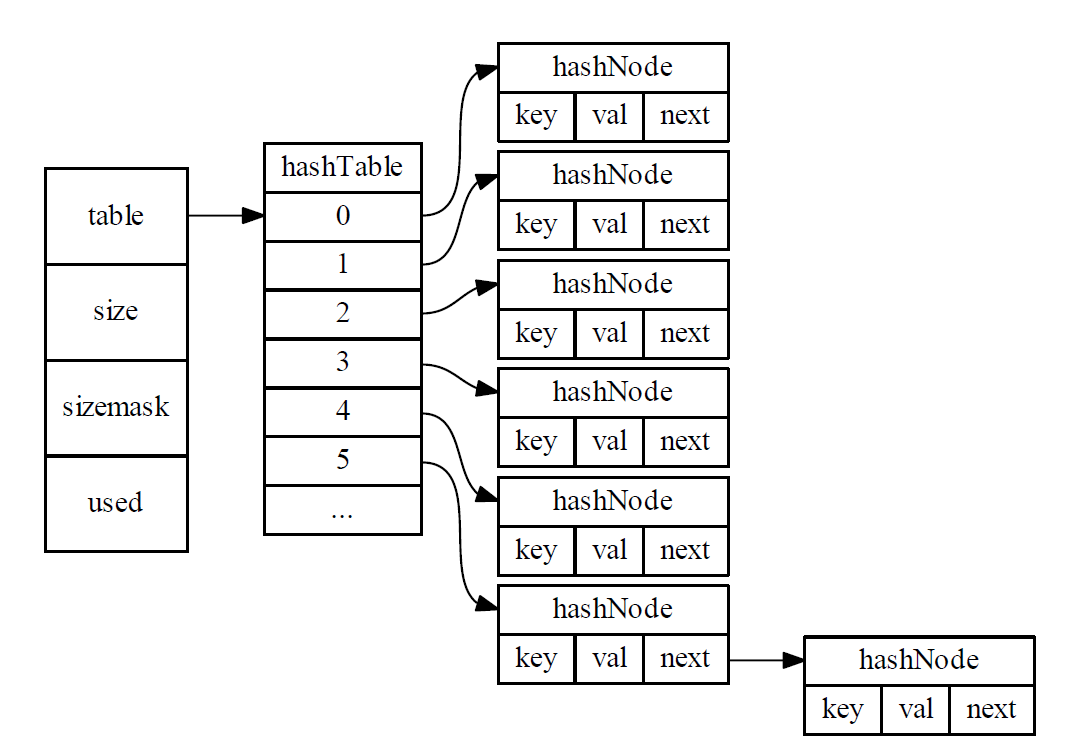 table
size
sizemask
used
hashTable
0
1
2
3
4
5
...
hashNode
key val next
hashNode
key val next
hashNode
key val next
hashNode
key val next
hashNode
key val next
hashNode
key val next
hashNode
key val next